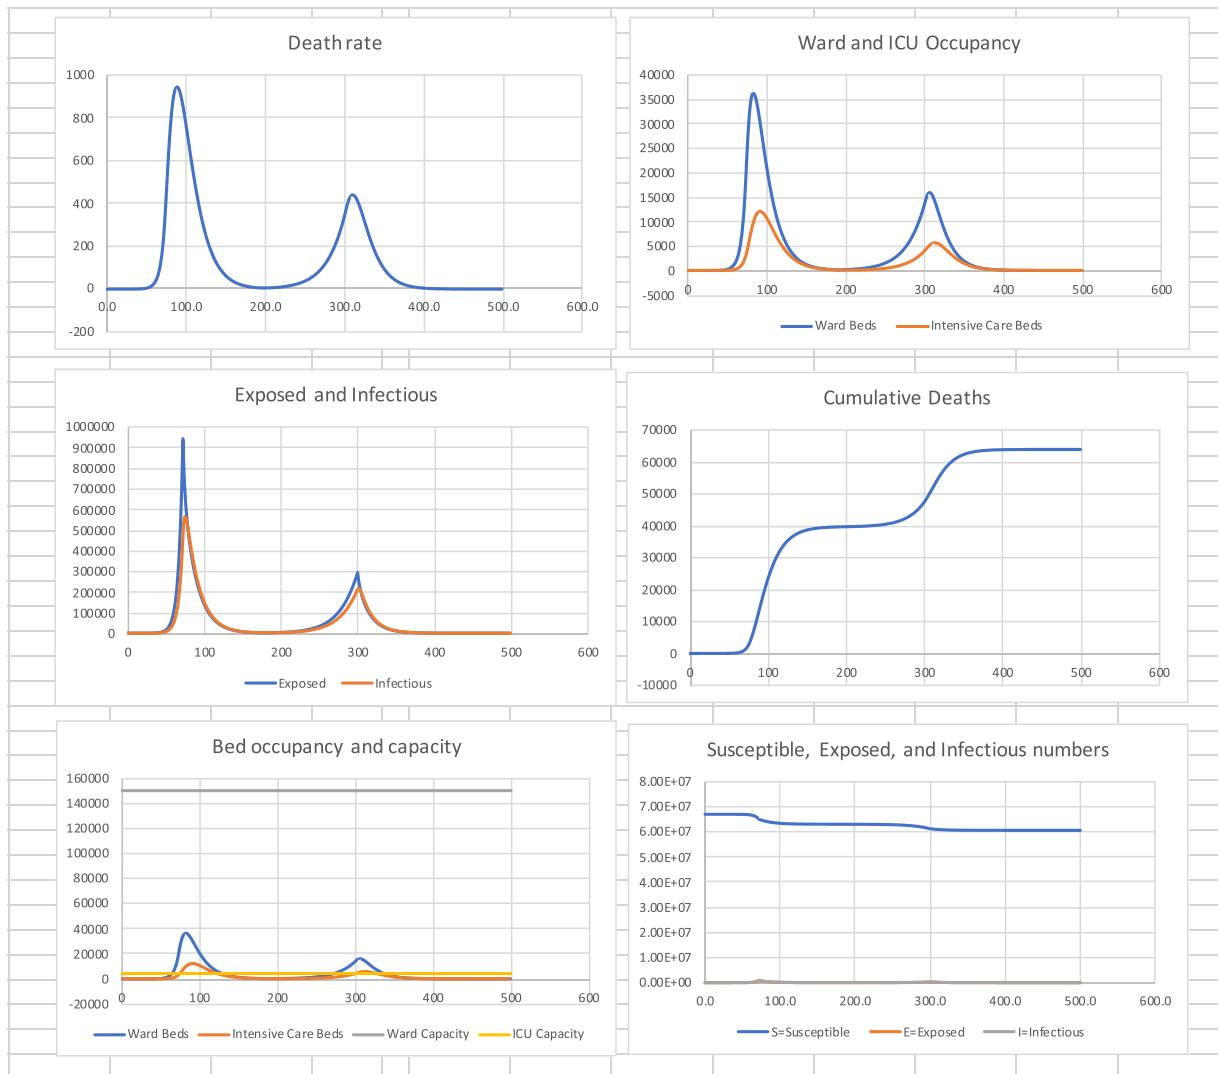 Death rate
1000
800
600
400
200
0
-200
0.0 100.0 200.0 300.0 400.0 500.0 600.0
Ward and ICU Occupancy
40000
35000
30000
25000
20000
15000
10000
5000
0
-5000
0 100 200 300 400 500 600
Ward Beds Intensive Care Beds
Exposed and Infectious
1000000
900000
800000
700000
600000
500000
400000
300000
200000
100000
0
0 100 200 300 400 500 600
Exposed Infectious
Cumulative Deaths
70000
60000
50000
40000
30000
20000
10000
0
-10000
0 100 200 300 400 500 600
Bed occupancy and capacity
160000
140000
120000
100000
80000
60000
40000
20000
0
-20000
0 100 200 300 400 500 600
Ward Beds Intensive Care Beds Ward Capacity ICU Capacity
Susceptible, Exposed, and Infectious numbers
8.00E+07
7.00E+07
6.00E+07
5.00E+07
4.00E+07
3.00E+07
2.00E+07
1.00E+07
0.00E+00
0.0 100.0 200.0 300.0 400.0 500.0 600.0
S=Susceptible E=Exposed I=Infectious